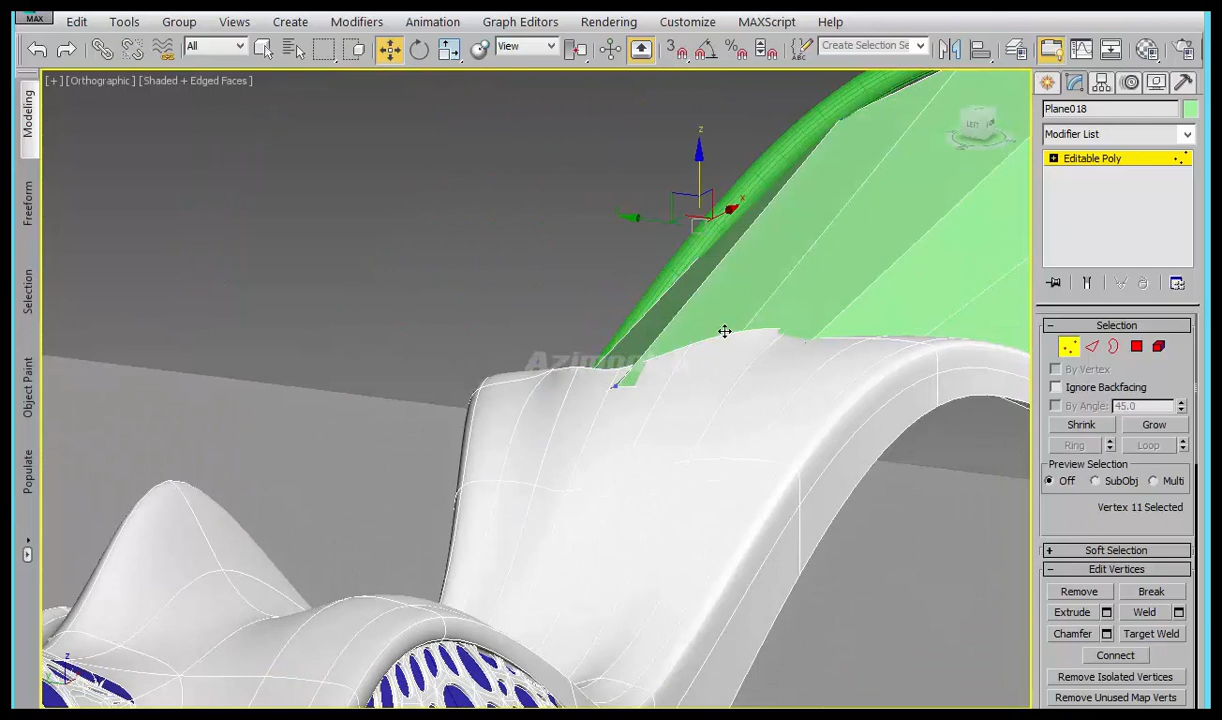 MAX
Edit Tools Group Views Create Modifiers Animation Graph Editors Rendering Customize MAXScript Help
All View 3 Create Selection Se
[+] [Orthographic ] [Shaded + Edged Faces ]
Modeling
Freeform
Selection
Object Paint
Populate
z
x
LEFT
z
Plane018
Modifier List
Editable Poly
Selection
By Vertex
Ignore Backfacing
By Angle: 45.0
Shrink Grow
Ring Loop
Preview Selection
Off SubObj Multi
Vertex 11 Selected
Soft Selection
Edit Vertices
Remove Break
Extrude Weld
Chamfer Target Weld
Connect
Remove Isolated Vertices
Remove Unused Map Verts